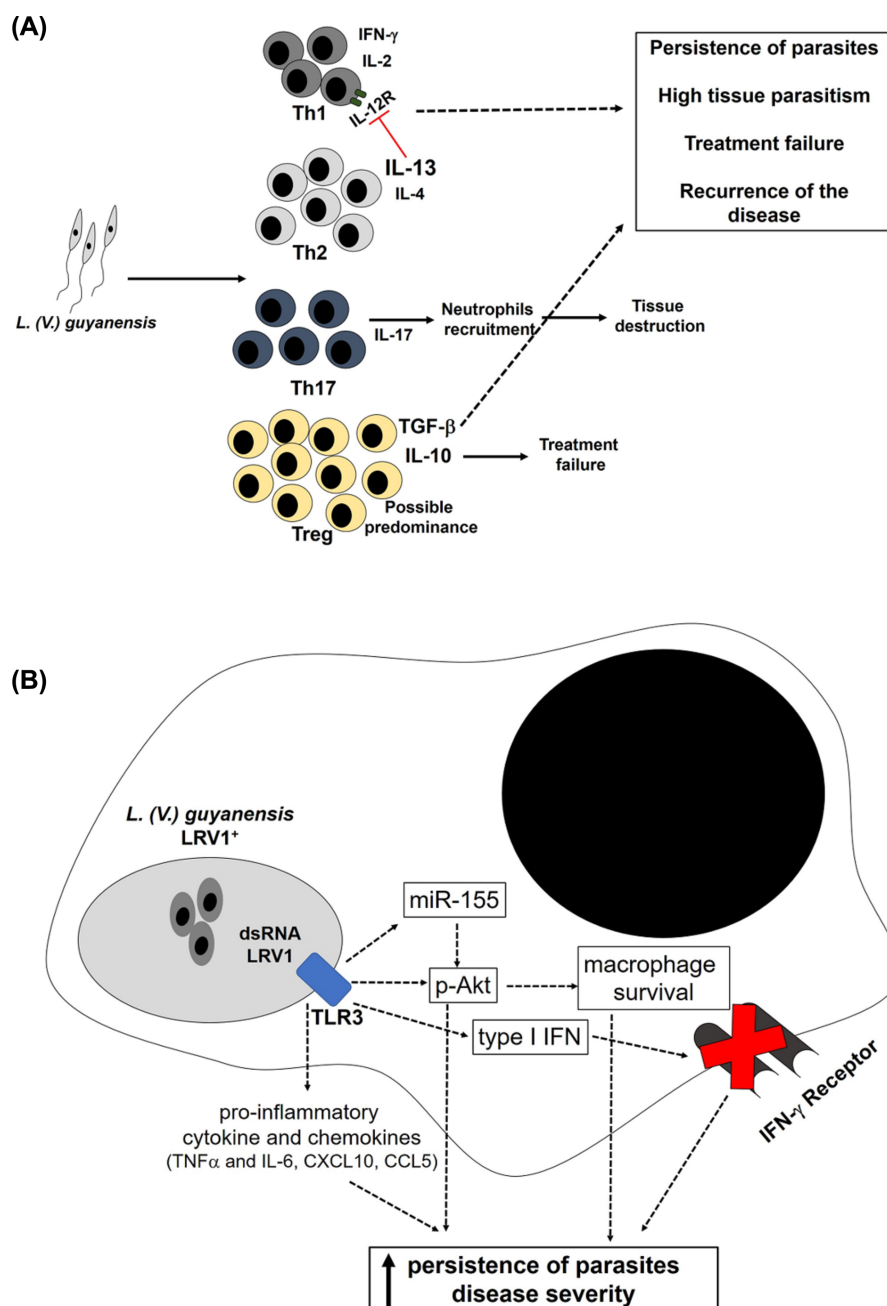 (A)
IFN-γ
IL-2
Th1
IL-12R
IL-13
IL-4
Th2
L. (V.) guyanensis
IL-17
Neutrophils
recruitment
Tissue
destruction
Th17
TGF-β
IL-10
Treatment
failure
Possible
predominance
Treg
Persistence of parasites
High tissue parasitism
Treatment failure
Recurrence of the
disease
(B)
L. (V.) guyanensis
LRV1⁺
dsRNA
LRV1
TLR3
miR-155
p-Akt
macrophage
survival
type I IFN
IFN-γ Receptor
pro-inflammatory
cytokine and chemokines
(TNFα and IL-6, CXCL10, CCL5)
persistence of parasites
disease severity